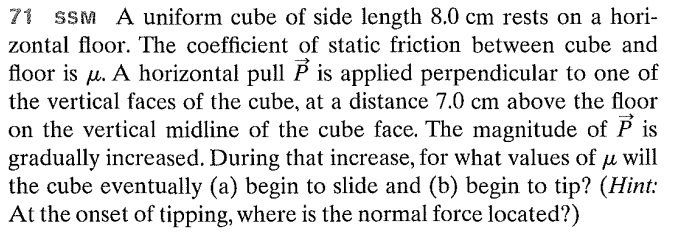 71 SSM A uniform cube of side length 8.0 cm rests on a hori-
zontal floor. The coefficient of static friction between cube and
floor is μ. A horizontal pull P⃗ is applied perpendicular to one of
the vertical faces of the cube, at a distance 7.0 cm above the floor
on the vertical midline of the cube face. The magnitude of P⃗ is
gradually increased. During that increase, for what values of μ will
the cube eventually (a) begin to slide and (b) begin to tip? (Hint:
At the onset of tipping, where is the normal force located?)